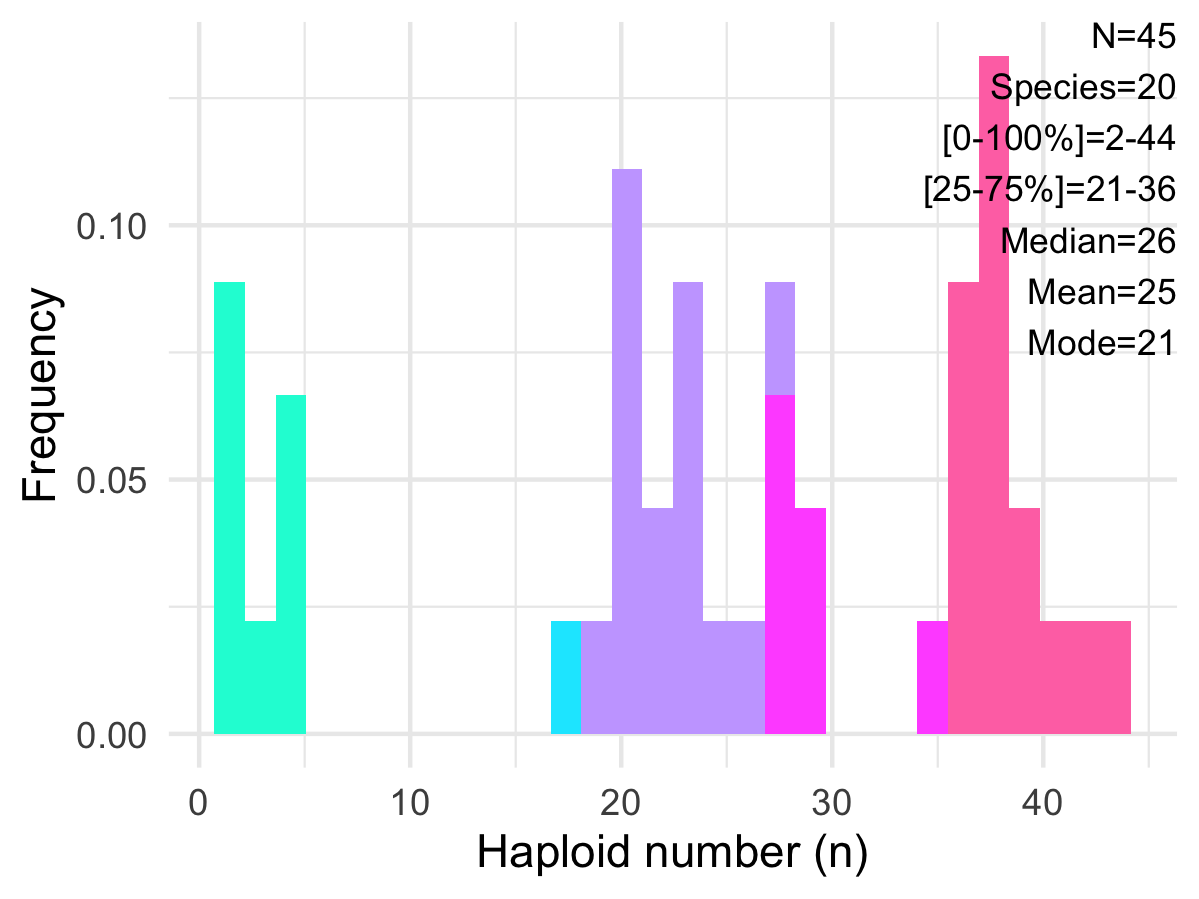 N=45
Species=20
[0-100%]=2-44
[25-75%]=21-36
Median=26
Mean=25
Mode=21
Frequency
0.10
0.05
0.00
0 10 20 30 40
Haploid number (n)